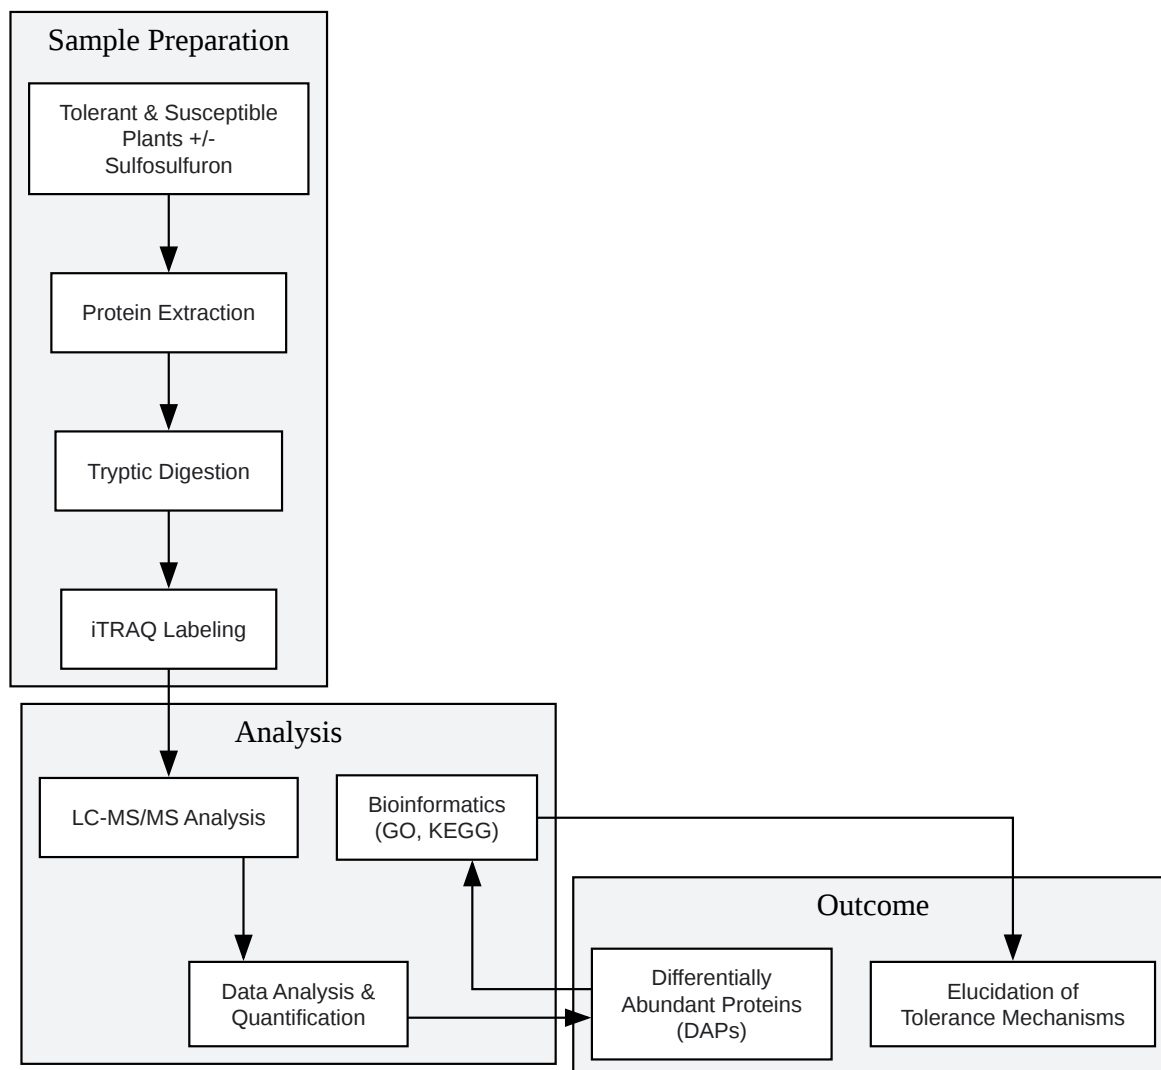 Sample Preparation
Tolerant & Susceptible
Plants +/-
Sulfosulfuron
Protein Extraction
Tryptic Digestion
iTRAQ Labeling
Analysis
LC-MS/MS Analysis
Bioinformatics
(GO, KEGG)
Data Analysis &
Quantification
Outcome
Differentially
Abundant Proteins
(DAPs)
Elucidation of
Tolerance Mechanisms